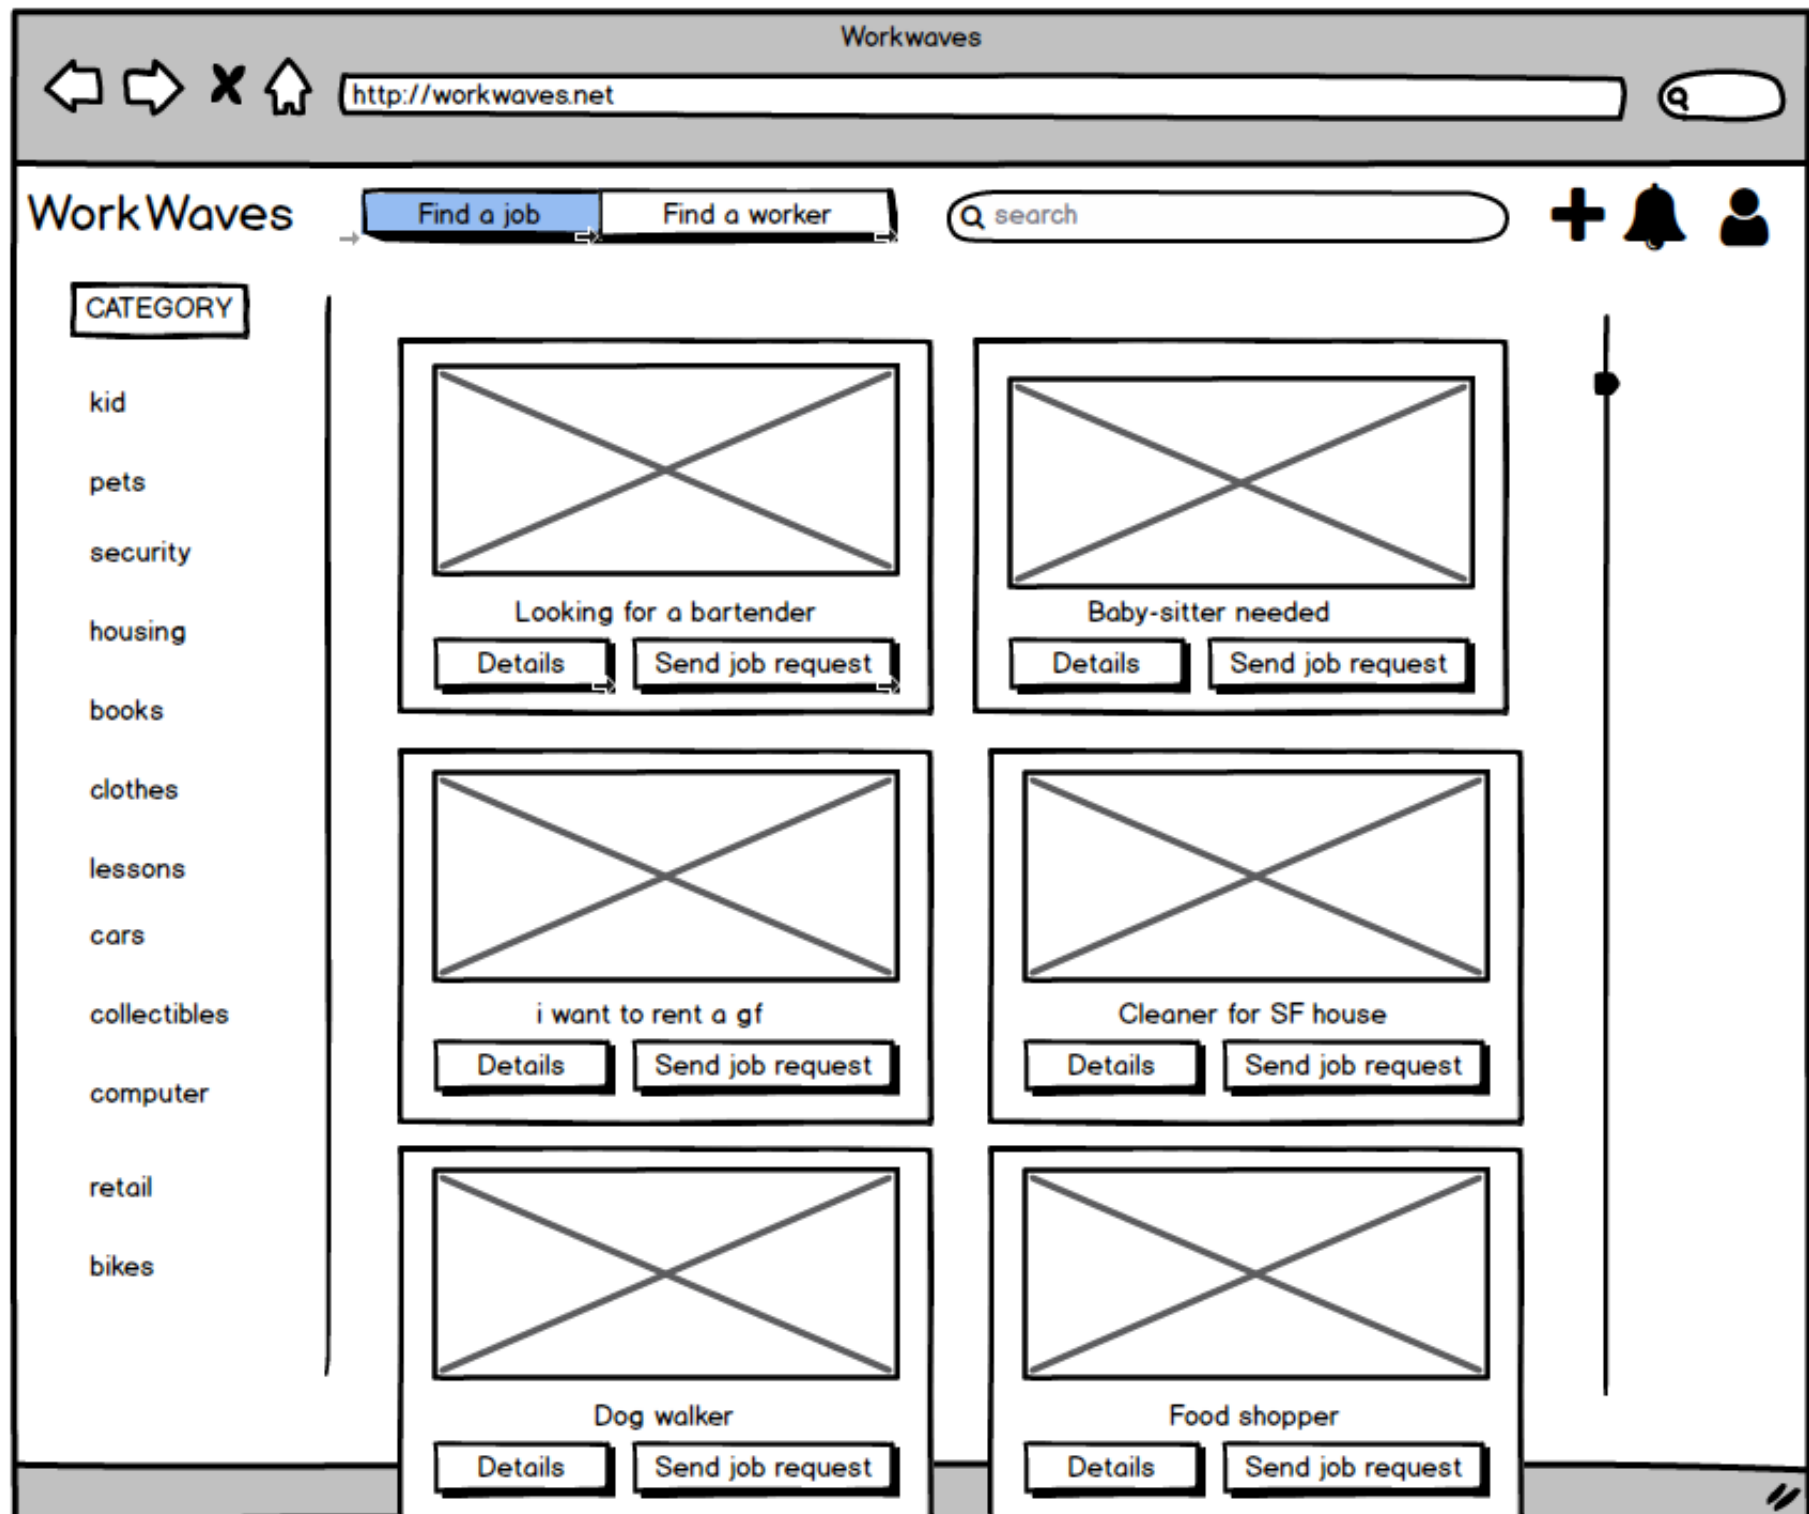 Workwaves
http://workwaves.net
WorkWaves
Find a job
Find a worker
search
CATEGORY
kid
pets
security
housing
books
clothes
lessons
cars
collectibles
computer
retail
bikes
Looking for a bartender
Details
Send job request
Baby-sitter needed
Details
Send job request
i want to rent a gf
Details
Send job request
Cleaner for SF house
Details
Send job request
Dog walker
Details
Send job request
Food shopper
Details
Send job request